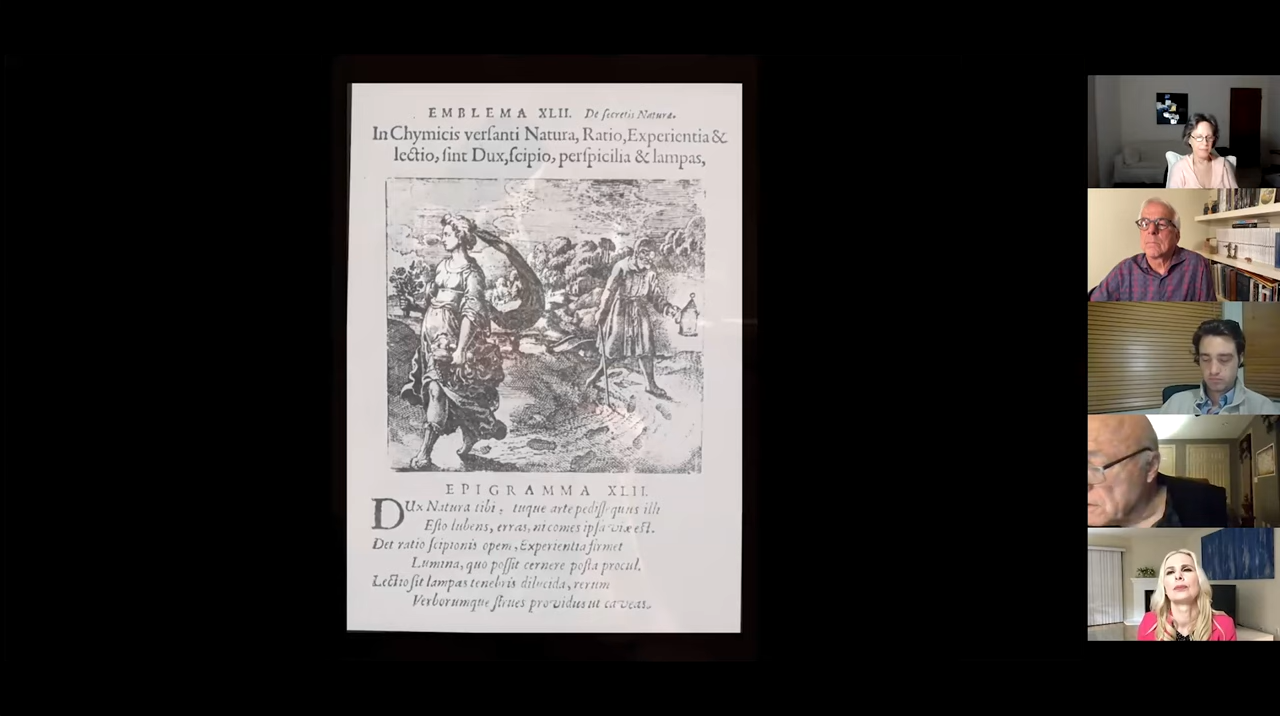 EMBLEMA XLII. De secretis Naturæ.
In Chymicis versanti Natura, Ratio, Experientia &
lectio, sint Dux, scipio, perspicilia & lampas,
EPIGRAMMA XLII.
DUx Natura tibi, tuque arte pedissequus illi
Esto lubens, erras, ni comes ipsa viæ est.
Det ratio scipionis opem, Experientia firmet
Lumina, quo possit cernere posta procul.
Lectio sit lampas tenebris dilucida, rerum
Verborumque strues providus ut caveas.